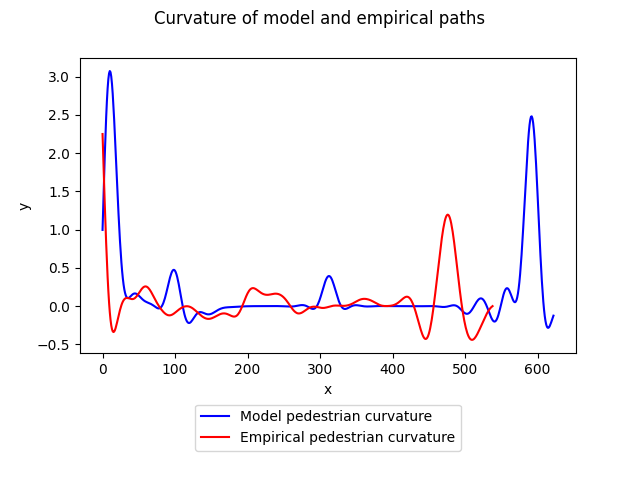 Curvature of model and empirical paths
3.0
2.5
2.0
1.5
1.0
0.5
0.0
−0.5
y
0 100 200 300 400 500 600
x
Model pedestrian curvature
Empirical pedestrian curvature